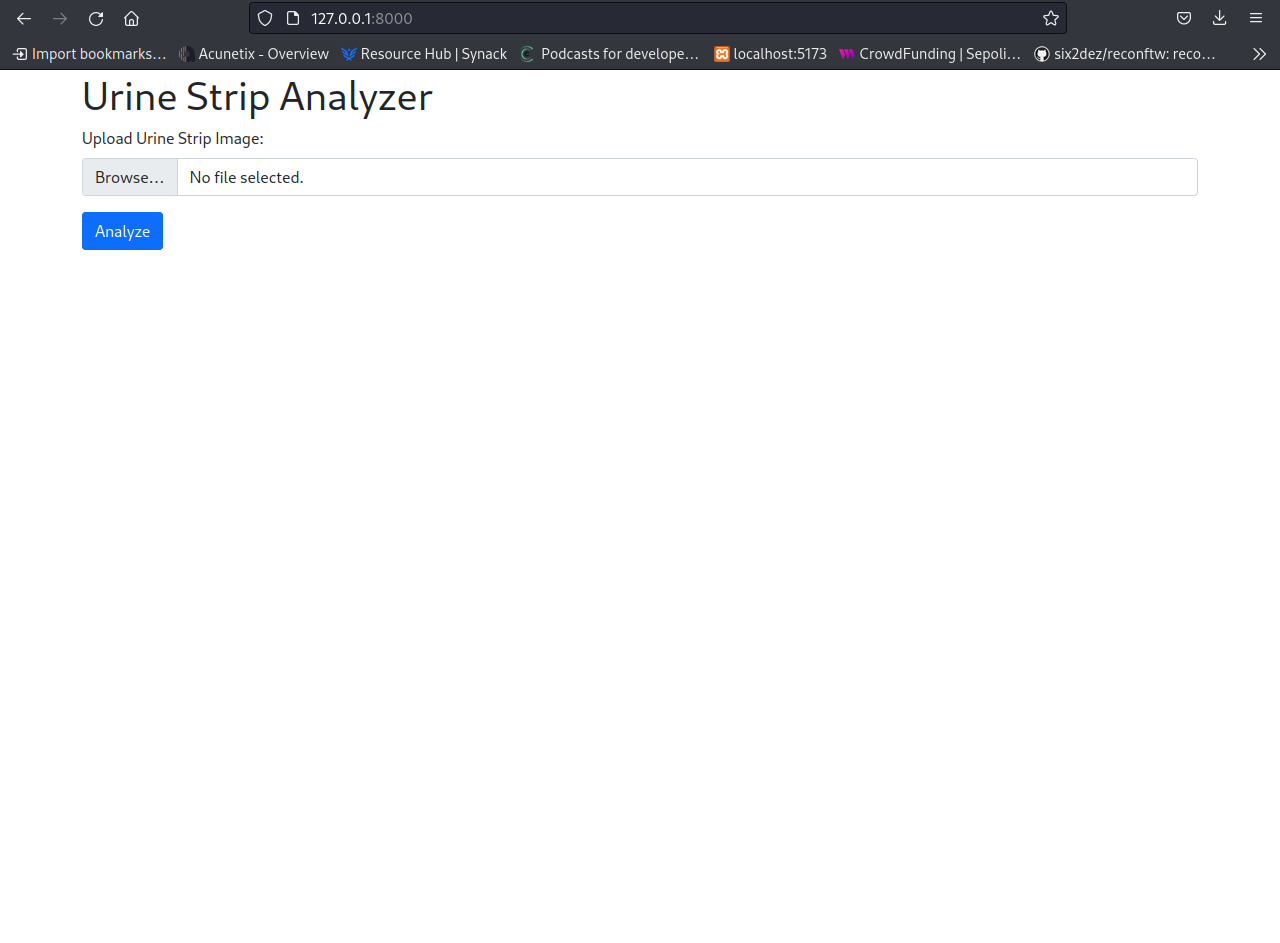 127.0.0.1:8000
Import bookmarks… Acunetix - Overview Resource Hub | Synack Podcasts for develope… localhost:5173 CrowdFunding | Sepoli… six2dez/reconftw: reco…
Urine Strip Analyzer
Upload Urine Strip Image:
Browse… No file selected.
Analyze